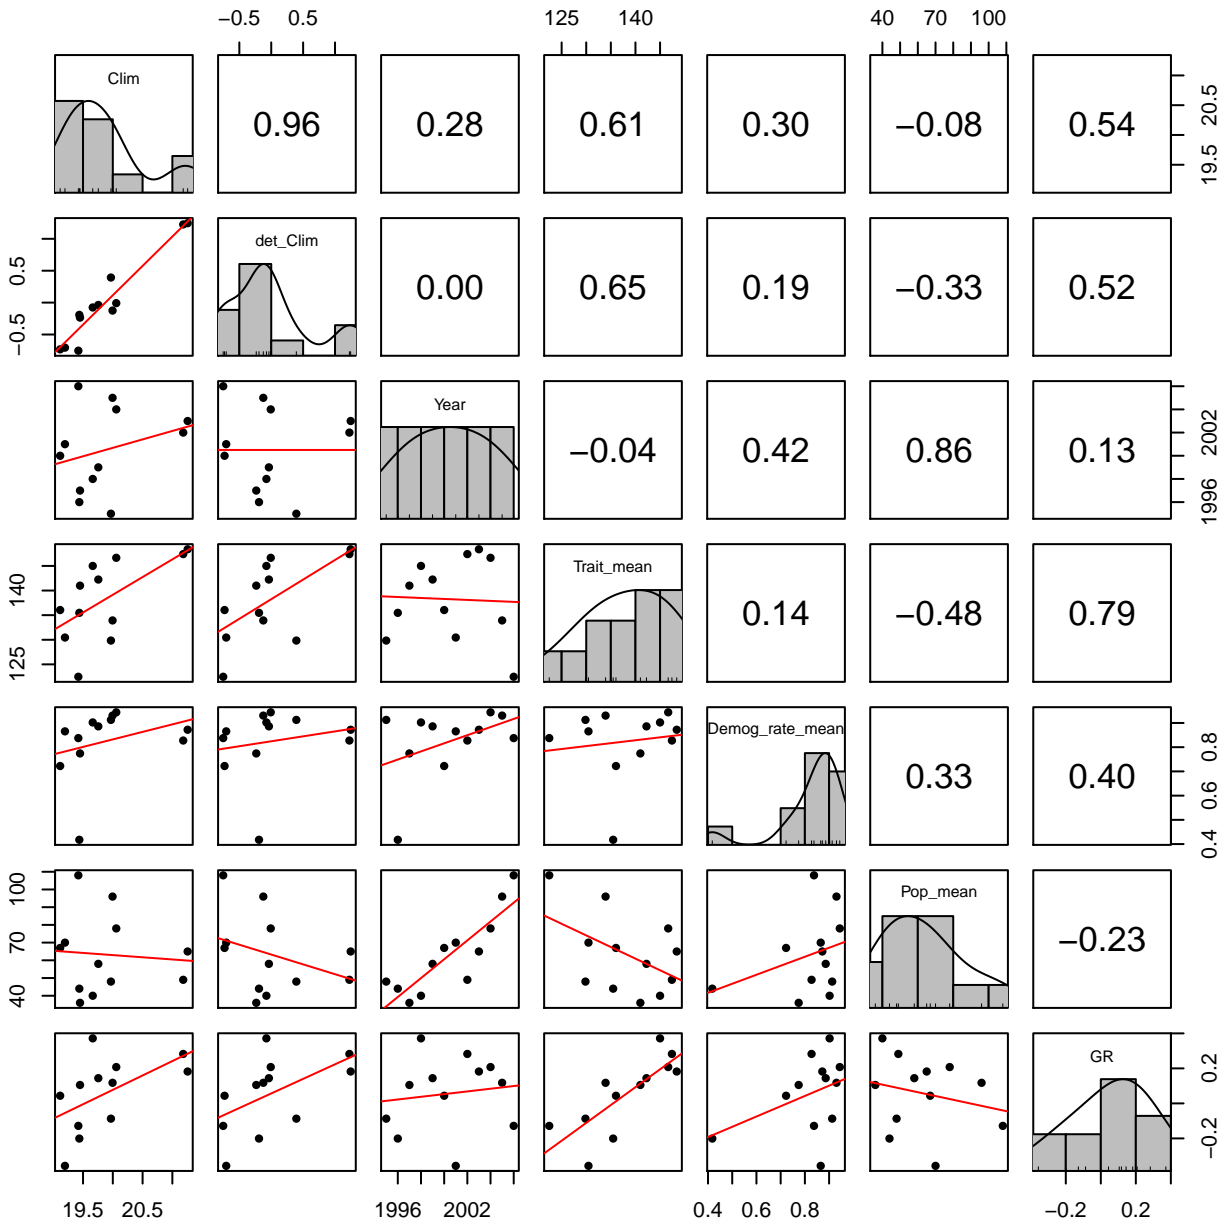 −0.5 0.5 125 140 40 70 100
Clim 0.96 0.28 0.61 0.30 −0.08 0.54 19.5 20.5
−0.5 0.5 det_Clim 0.00 0.65 0.19 −0.33 0.52
Year −0.04 0.42 0.86 0.13 1996 2002
125 140 Trait_mean 0.14 −0.48 0.79
Demog_rate_mean 0.33 0.40 0.4 0.6 0.8
40 70 100 Pop_mean −0.23
GR −0.2 0.2
19.5 20.5 1996 2002 0.4 0.6 0.8 −0.2 0.2